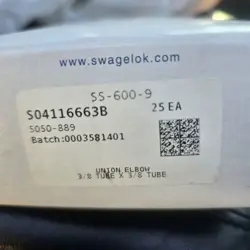 www.swagelok.com
SS-600-9
S04116663B 25 EA
5050-889
Batch:0003581401
UNION ELBOW
3/8 TUBE X 3/8 TUBE